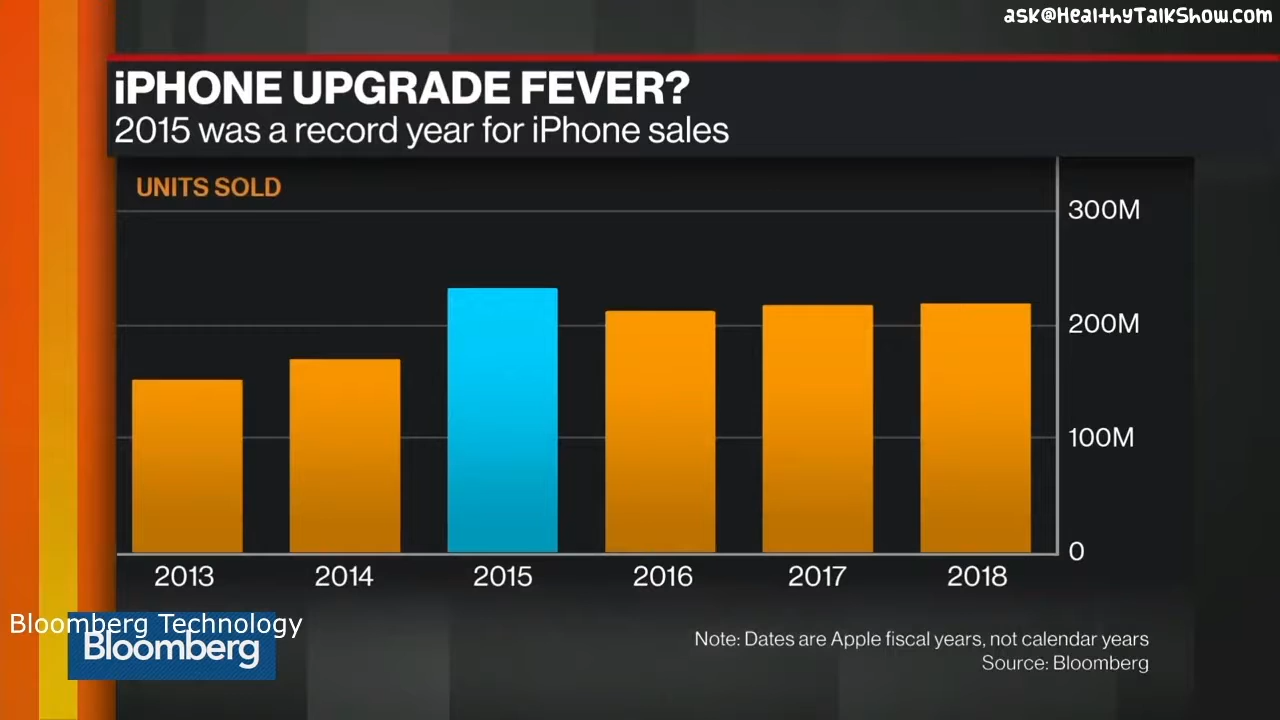 ask@HealthyTalkShow.com
iPHONE UPGRADE FEVER?
2015 was a record year for iPhone sales
UNITS SOLD
300M
200M
100M
0
2013 2014 2015 2016 2017 2018
Bloomberg Technology
Bloomberg
Note: Dates are Apple fiscal years, not calendar years
Source: Bloomberg